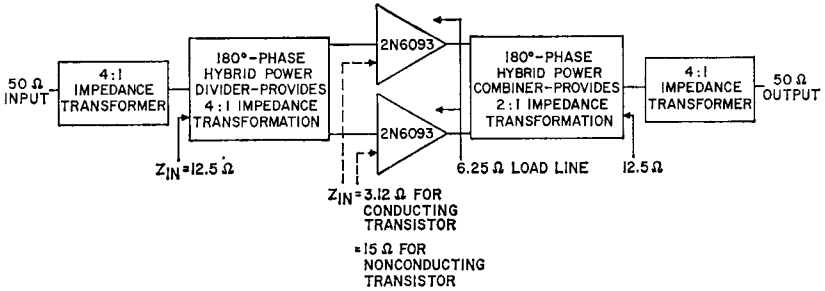 50 Ω
INPUT
4:1
IMPEDANCE
TRANSFORMER
180°-PHASE
HYBRID POWER
DIVIDER-PROVIDES
4:1 IMPEDANCE
TRANSFORMATION
2N6093
2N6093
180°-PHASE
HYBRID POWER
COMBINER-PROVIDES
2:1 IMPEDANCE
TRANSFORMATION
4:1
IMPEDANCE
TRANSFORMER
50 Ω
OUTPUT
ZIN=12.5 Ω
ZIN=3.12 Ω FOR
CONDUCTING
TRANSISTOR
=15 Ω FOR
NONCONDUCTING
TRANSISTOR
6.25 Ω LOAD LINE
12.5 Ω